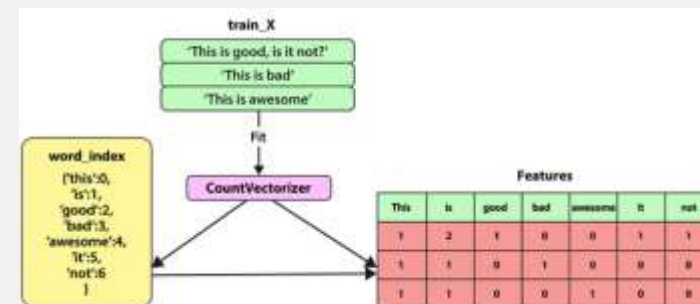 train_X
'This is good, is it not?'
'This is bad'
'This is awesome'
Fit
word_index
{'this':0,
'is':1,
'good':2,
'bad':3,
'awesome':4,
'it':5,
'not':6
}
CountVectorizer
Features
This is good bad awesome it not
1 2 1 0 0 1 1
1 1 0 1 0 0 0
1 1 0 0 1 0 0